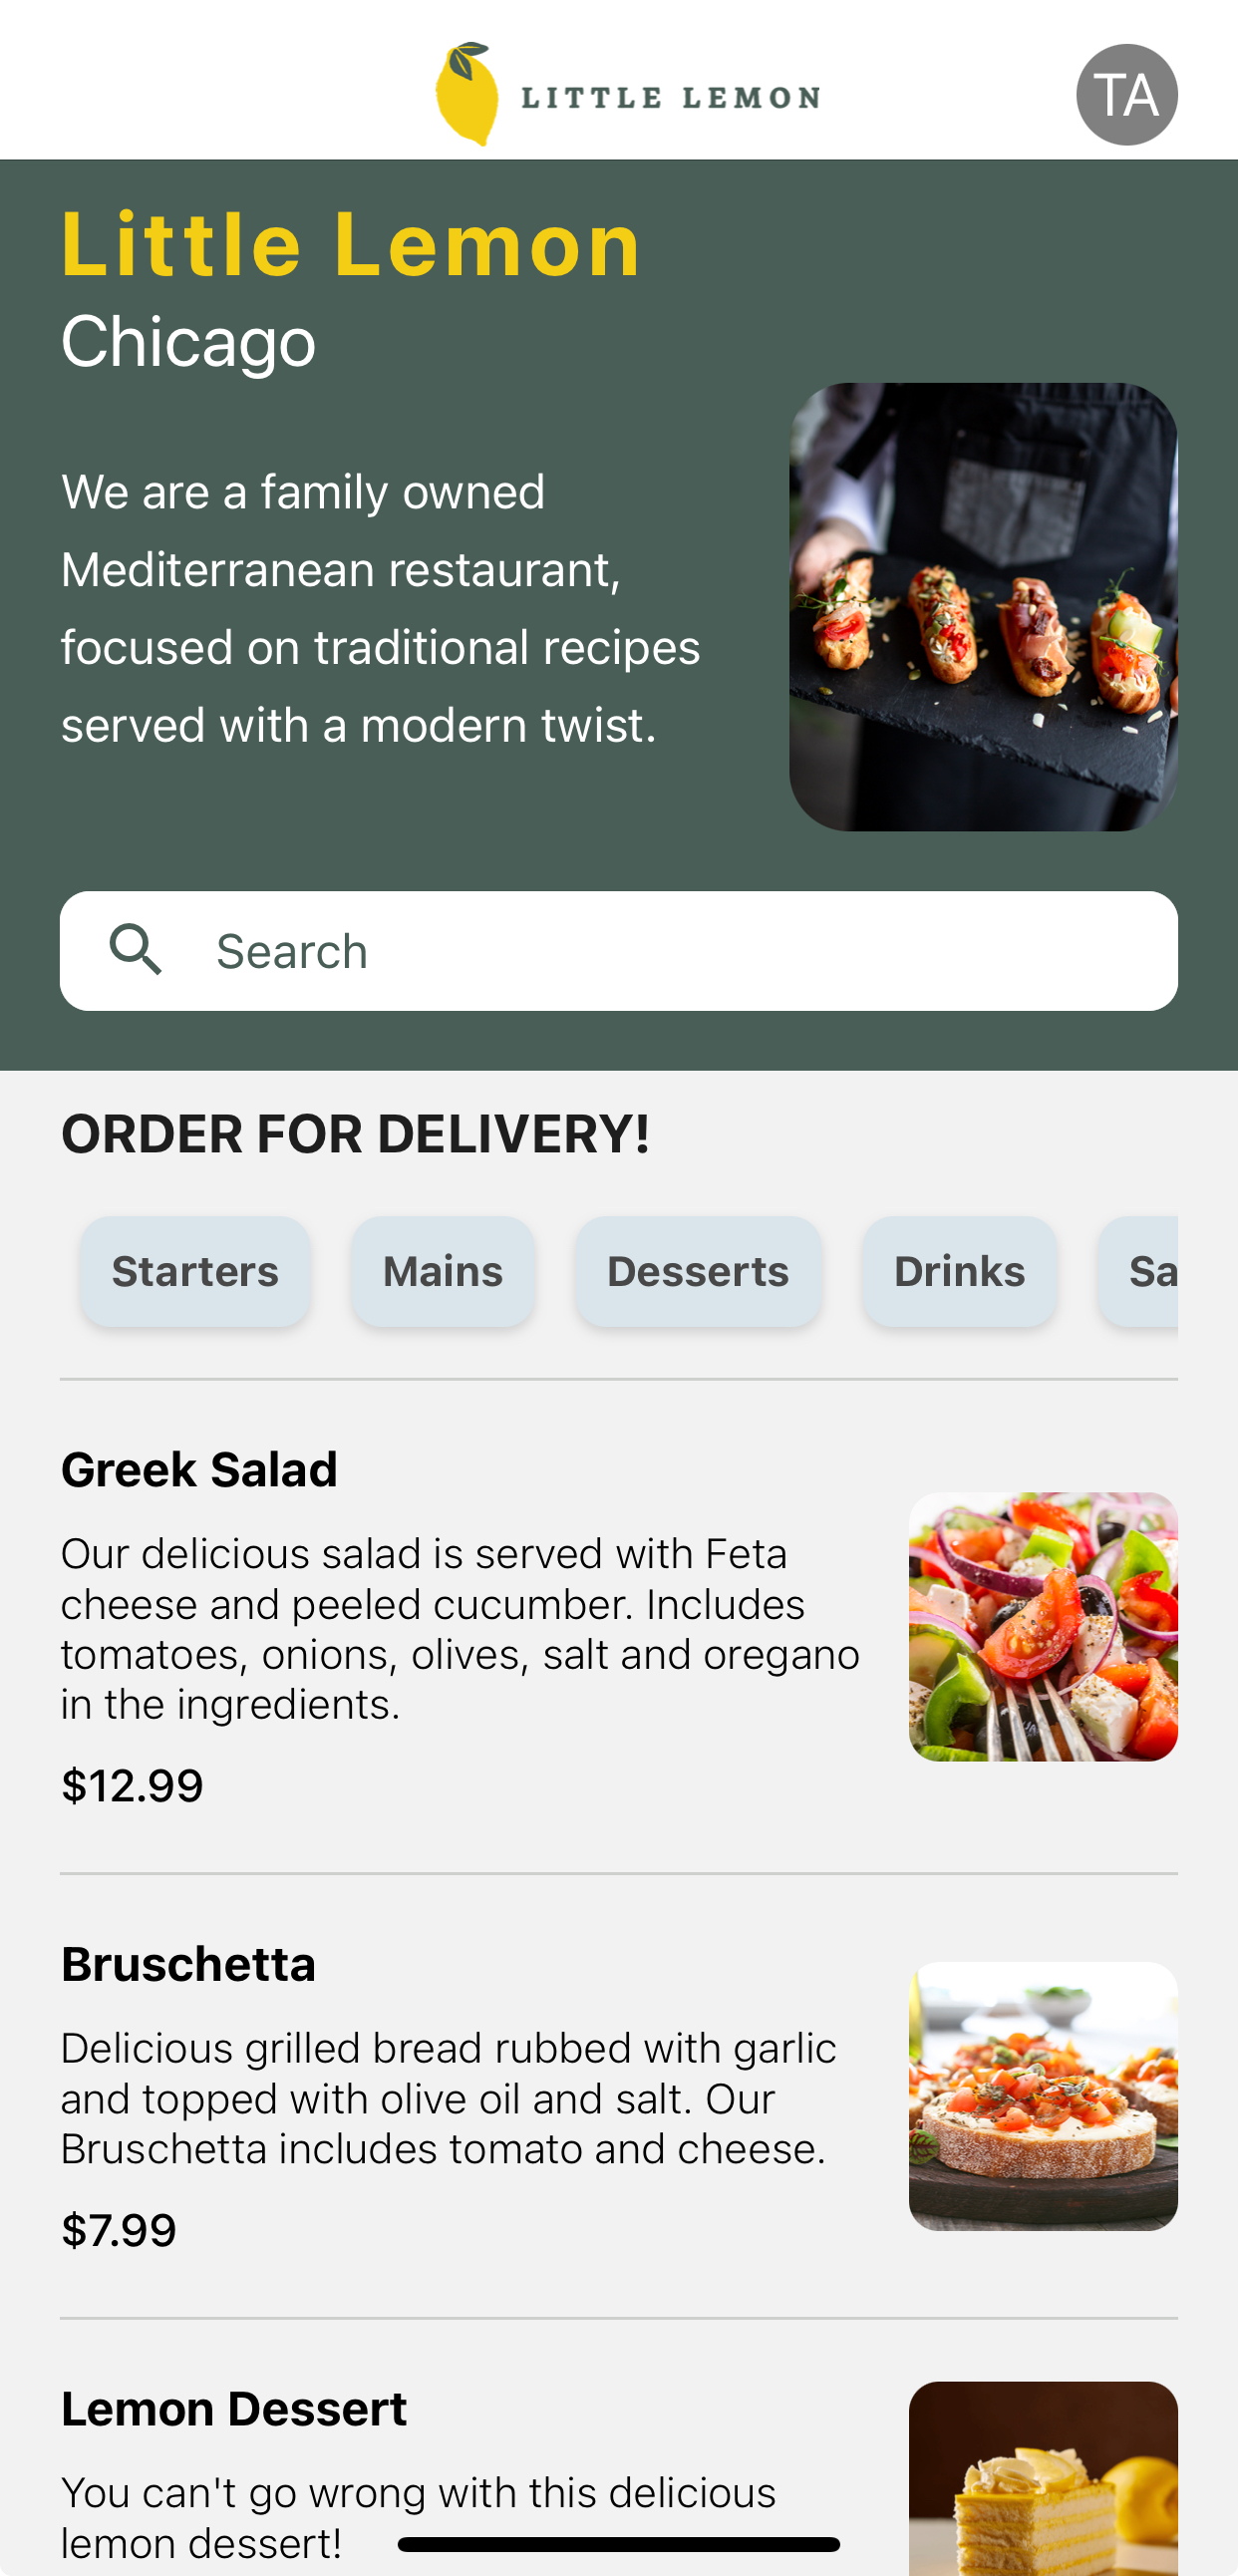 LITTLE LEMON
TA
Little Lemon
Chicago
We are a family owned
Mediterranean restaurant,
focused on traditional recipes
served with a modern twist.
Search
ORDER FOR DELIVERY!
Starters Mains Desserts Drinks Sa
Greek Salad
Our delicious salad is served with Feta
cheese and peeled cucumber. Includes
tomatoes, onions, olives, salt and oregano
in the ingredients.
$12.99
Bruschetta
Delicious grilled bread rubbed with garlic
and topped with olive oil and salt. Our
Bruschetta includes tomato and cheese.
$7.99
Lemon Dessert
You can't go wrong with this delicious
lemon dessert!